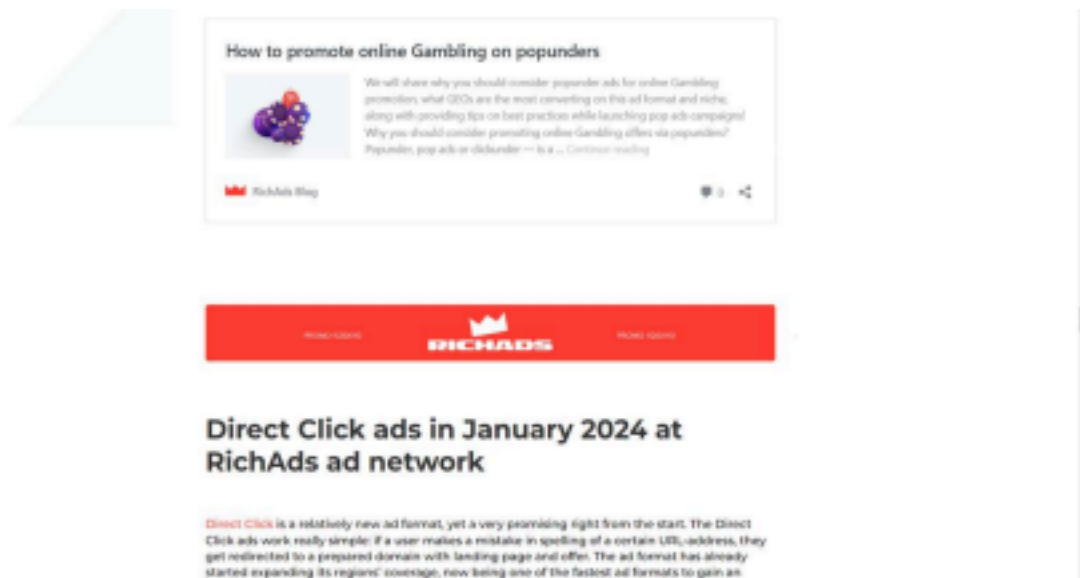 How to promote online Gambling on popunders
We will share why you should consider popunder ads for online Gambling
promotion, what GEOs are the most converting on this ad format and niche,
along with providing tips on best practices while launching pop ads campaigns!
Why you should consider promoting online Gambling offers via popunders?
Popunder, pop ads or clickunder — is a ... Continue reading
RichAds Blog
0
RICHADS
Direct Click ads in January 2024 at
RichAds ad network
Direct Click is a relatively new ad format, yet a very promising right from the start. The Direct
Click ads work really simple: if a user makes a mistake in spelling of a certain URL-address, they
get redirected to a prepared domain with landing page and offer. The ad format has already
started expanding its regions' coverage, now being one of the fastest ad formats to gain an